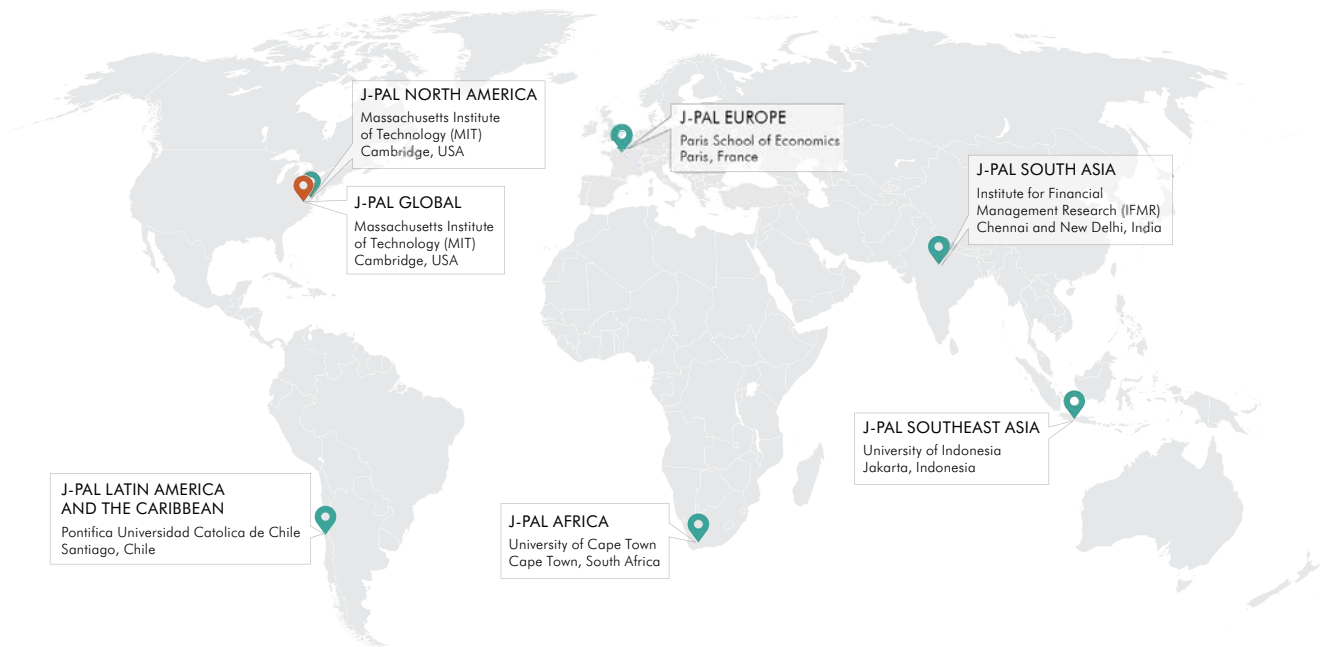 J-PAL NORTH AMERICA
Massachusetts Institute
of Technology (MIT)
Cambridge, USA
J-PAL EUROPE
Paris School of Economics
Paris, France
J-PAL SOUTH ASIA
Institute for Financial
Management Research (IFMR)
Chennai and New Delhi, India
J-PAL GLOBAL
Massachusetts Institute
of Technology (MIT)
Cambridge, USA
J-PAL SOUTHEAST ASIA
University of Indonesia
Jakarta, Indonesia
J-PAL LATIN AMERICA
AND THE CARIBBEAN
Pontifica Universidad Catolica de Chile
Santiago, Chile
J-PAL AFRICA
University of Cape Town
Cape Town, South Africa